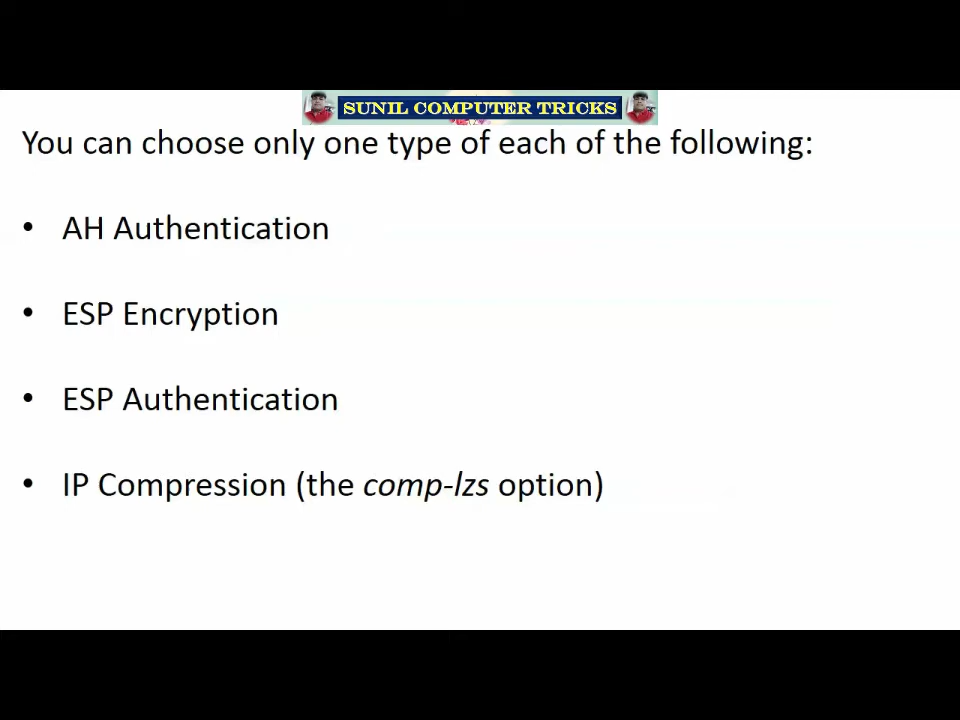 SUNIL COMPUTER TRICKS
You can choose only one type of each of the following:
• AH Authentication
• ESP Encryption
• ESP Authentication
• IP Compression (the comp-lzs option)